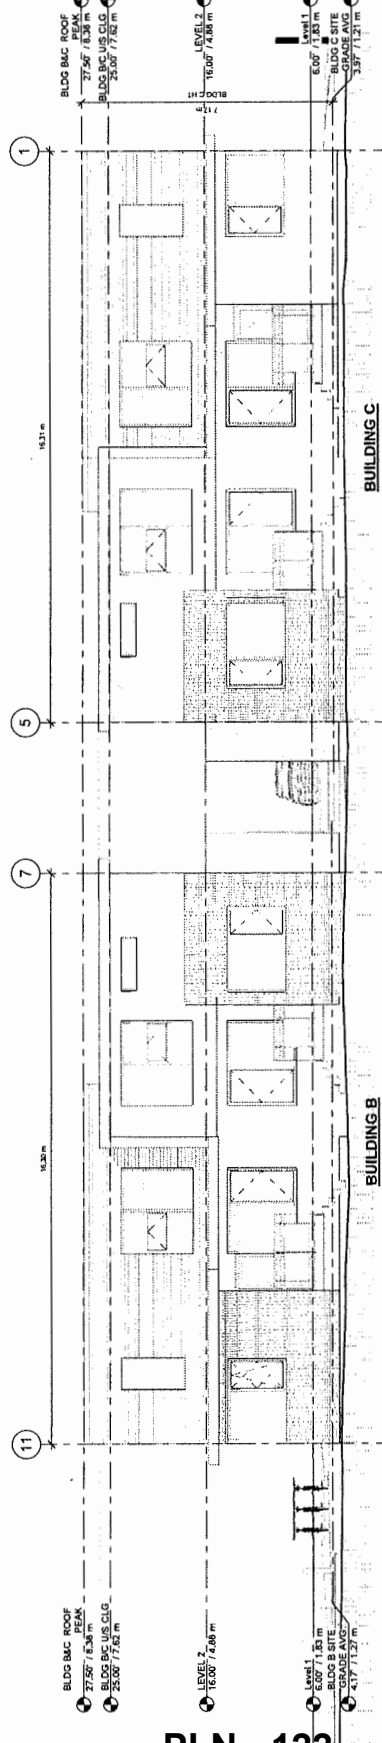 BLDG B&C ROOF
PEAK
27.50' / 8.38 m
BLDG B/C U/S CLG
25.00' / 7.62 m
LEVEL 2
16.00' / 4.88 m
Level 1
6.00' / 1.83 m
BLDG B SITE
GRADE AVG
4.17' / 1.27 m
11
7
5
1
16.20 m
16.31 m
BUILDING B
BUILDING C
BLDG B&C ROOF
PEAK
27.50' / 8.38 m
BLDG B/C U/S CLG
25.00' / 7.62 m
LEVEL 2
16.00' / 4.88 m
Level 1
6.00' / 1.83 m
BLDG C SITE
GRADE AVG
3.97' / 1.21 m
BLDG C HT